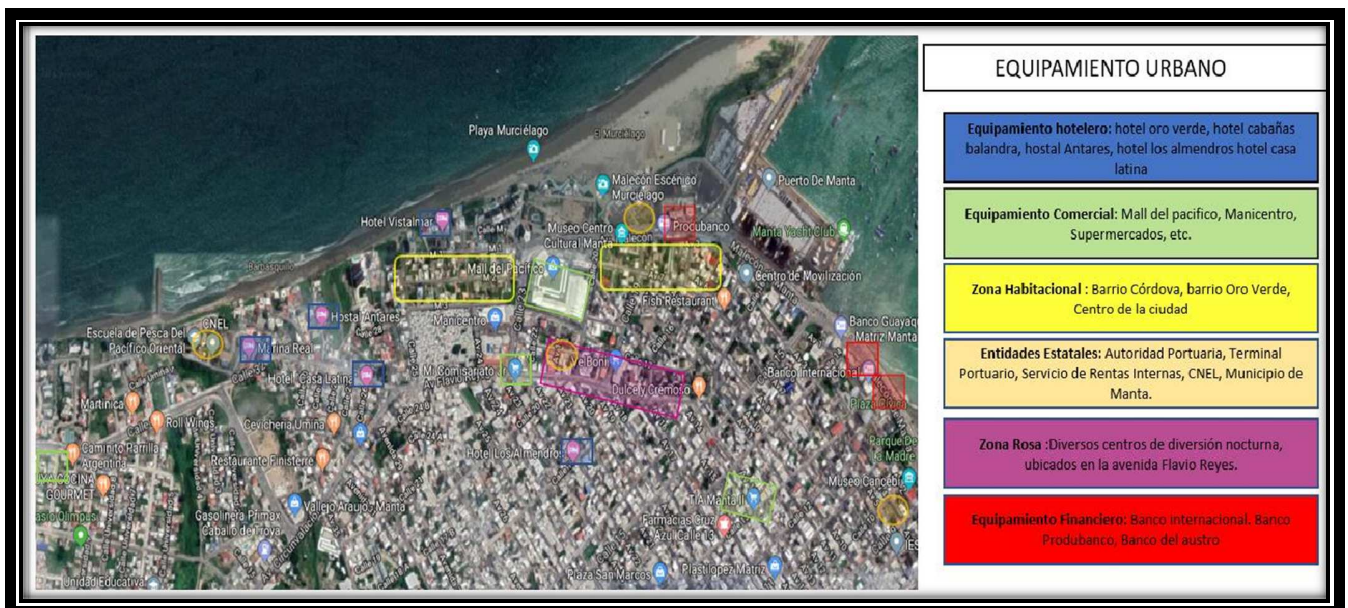 EQUIPAMIENTO URBANO
Equipamiento hotelero: hotel oro verde, hotel cabañas
balandra, hostal Antares, hotel los almendros hotel casa
latina
Equipamiento Comercial: Mall del pacifico, Manicentro,
Supermercados, etc.
Zona Habitacional : Barrio Córdova, barrio Oro Verde,
Centro de la ciudad
Entidades Estatales: Autoridad Portuaria, Terminal
Portuario, Servicio de Rentas Internas, CNEL, Municipio de
Manta.
Zona Rosa :Diversos centros de diversión nocturna,
ubicados en la avenida Flavio Reyes.
Equipamiento Financiero: Banco internacional. Banco
Produbanco, Banco del austro
Playa Murciélago
El Murciélago
Malecón Escénico
Murciélago
Puerto De Manta
Hotel Vistalmar
Museo Centro
Cultural Manta
Produbanco
Manta Yacht Club
Barbasquillo
Mall del Pacifico
Centro de Movilización
Fish Restaurant
Hostal Antares
Manicentro
CNEL
Escuela de Pesca Del
Pacífico Oriental
Marina Real
Banco Guayaq
Matriz Manta
Banco Internacional
Hotel Casa Latina
Mi Comisariato Jr
Dulce y Cremoso
Martinica
Roll Wings
Cevichería Umiña
Parque De
La Madre
Caminito Parrilla
Argentina
Restaurante Finisterre
Hotel Los Almendro
Museo Cancebí
GOURMET
Vallejo Araujo, Manta
TIA Manta II
Gasolinera Primax
Caballo de Troya
Farmacias Cruz
Azul Calle 13
Plaza San Marcos
Plastilopez Matriz
Unidad Educativa